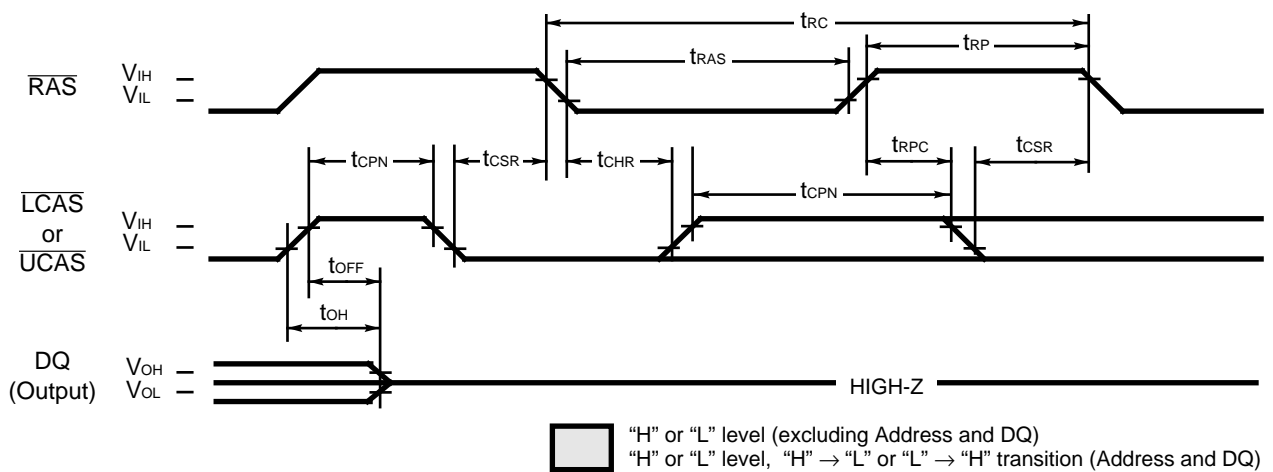 tRC
tRP
tRAS
RAS
VIH
VIL
tCPN
tCSR
tCHR
tRPC
tCSR
tCPN
LCAS
or
UCAS
VIH
VIL
tOFF
tOH
DQ
(Output)
VOH
VOL
HIGH-Z
“H” or “L” level (excluding Address and DQ)
“H” or “L” level, “H” → “L” or “L” → “H” transition (Address and DQ)